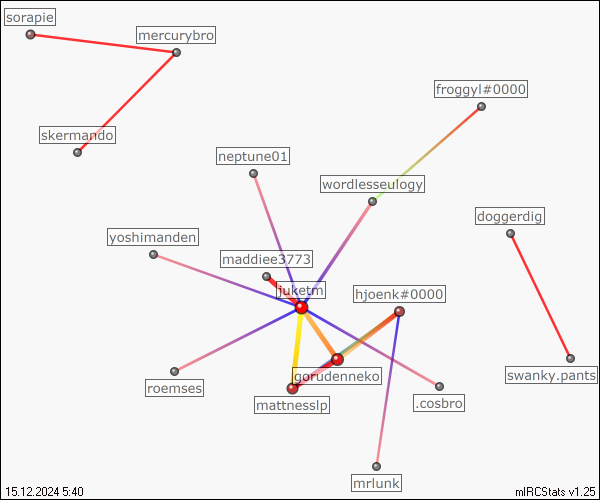 sorapie
mercurybro
froggyl#0000
skermando
neptune01
wordlesseulogy
doggerdig
yoshimanden
maddiee3773
juketm
hjoenk#0000
gorudenneko
swanky.pants
roemses
mattnesslp
.cosbro
mrlunk
15.12.2024 5:40
mIRCStats v1.25